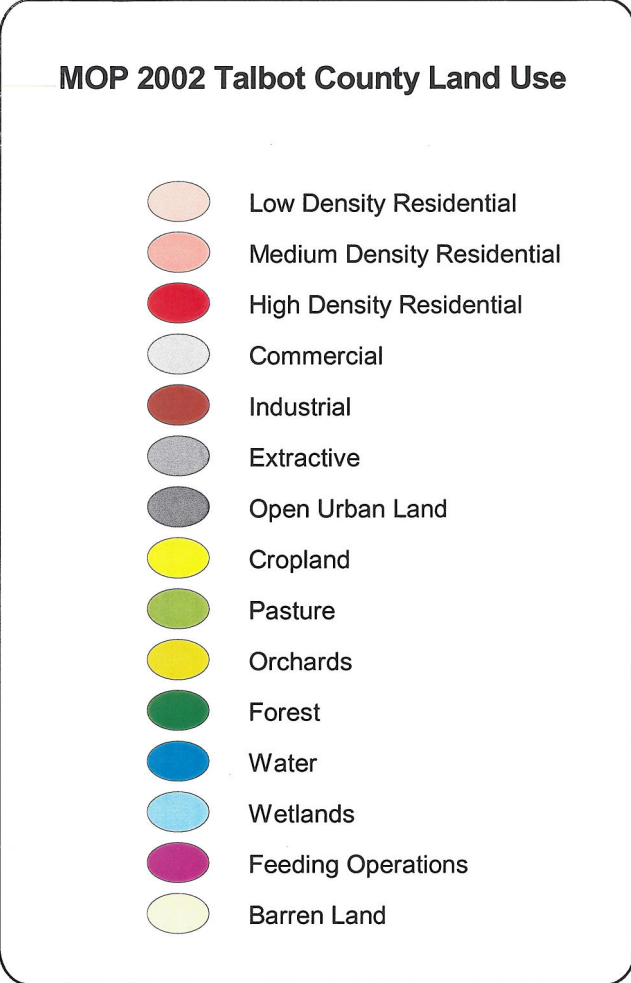 MOP 2002 Talbot County Land Use
Low Density Residential
Medium Density Residential
High Density Residential
Commercial
Industrial
Extractive
Open Urban Land
Cropland
Pasture
Orchards
Forest
Water
Wetlands
Feeding Operations
Barren Land